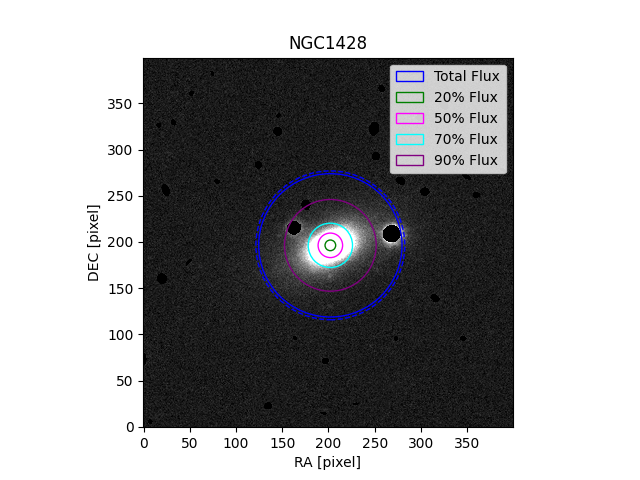 NGC1428
Total Flux
20% Flux
50% Flux
70% Flux
90% Flux
DEC [pixel]
350
300
250
200
150
100
50
0
0 50 100 150 200 250 300 350
RA [pixel]